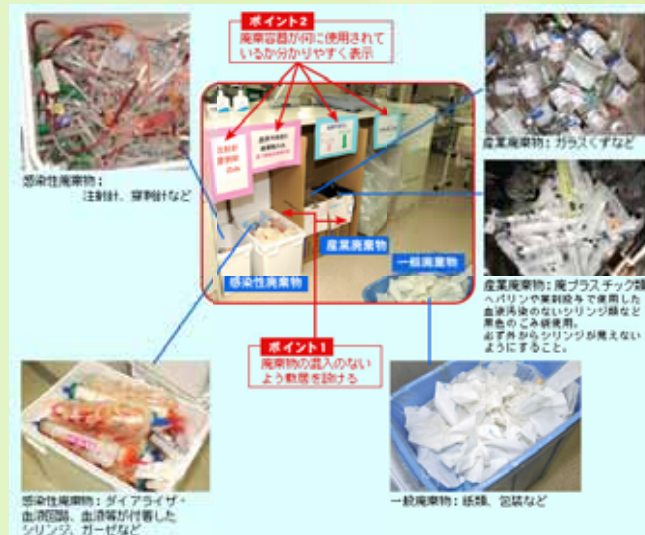 ポイント2
廃棄容器が何に使用されて
いるか分かりやすく表示
感染性廃棄物：
注射針、穿刺針など
産業廃棄物：ガラスくずなど
注射針
穿刺針
のみ
産業廃棄物
一般廃棄物
感染性廃棄物
産業廃棄物：廃プラスチック類
ヘパリンや薬剤投与で使用した
血液汚染のないシリンジ類など
黒色のごみ袋使用。
必ず外からシリンジが見えない
ようにすること。
ポイント1
廃棄物の混入のない
よう敷居を設ける
感染性廃棄物：ダイアライザ・
血液回路、血液等が付着した
シリンジ、ガーゼなど
一般廃棄物：紙類、包装など